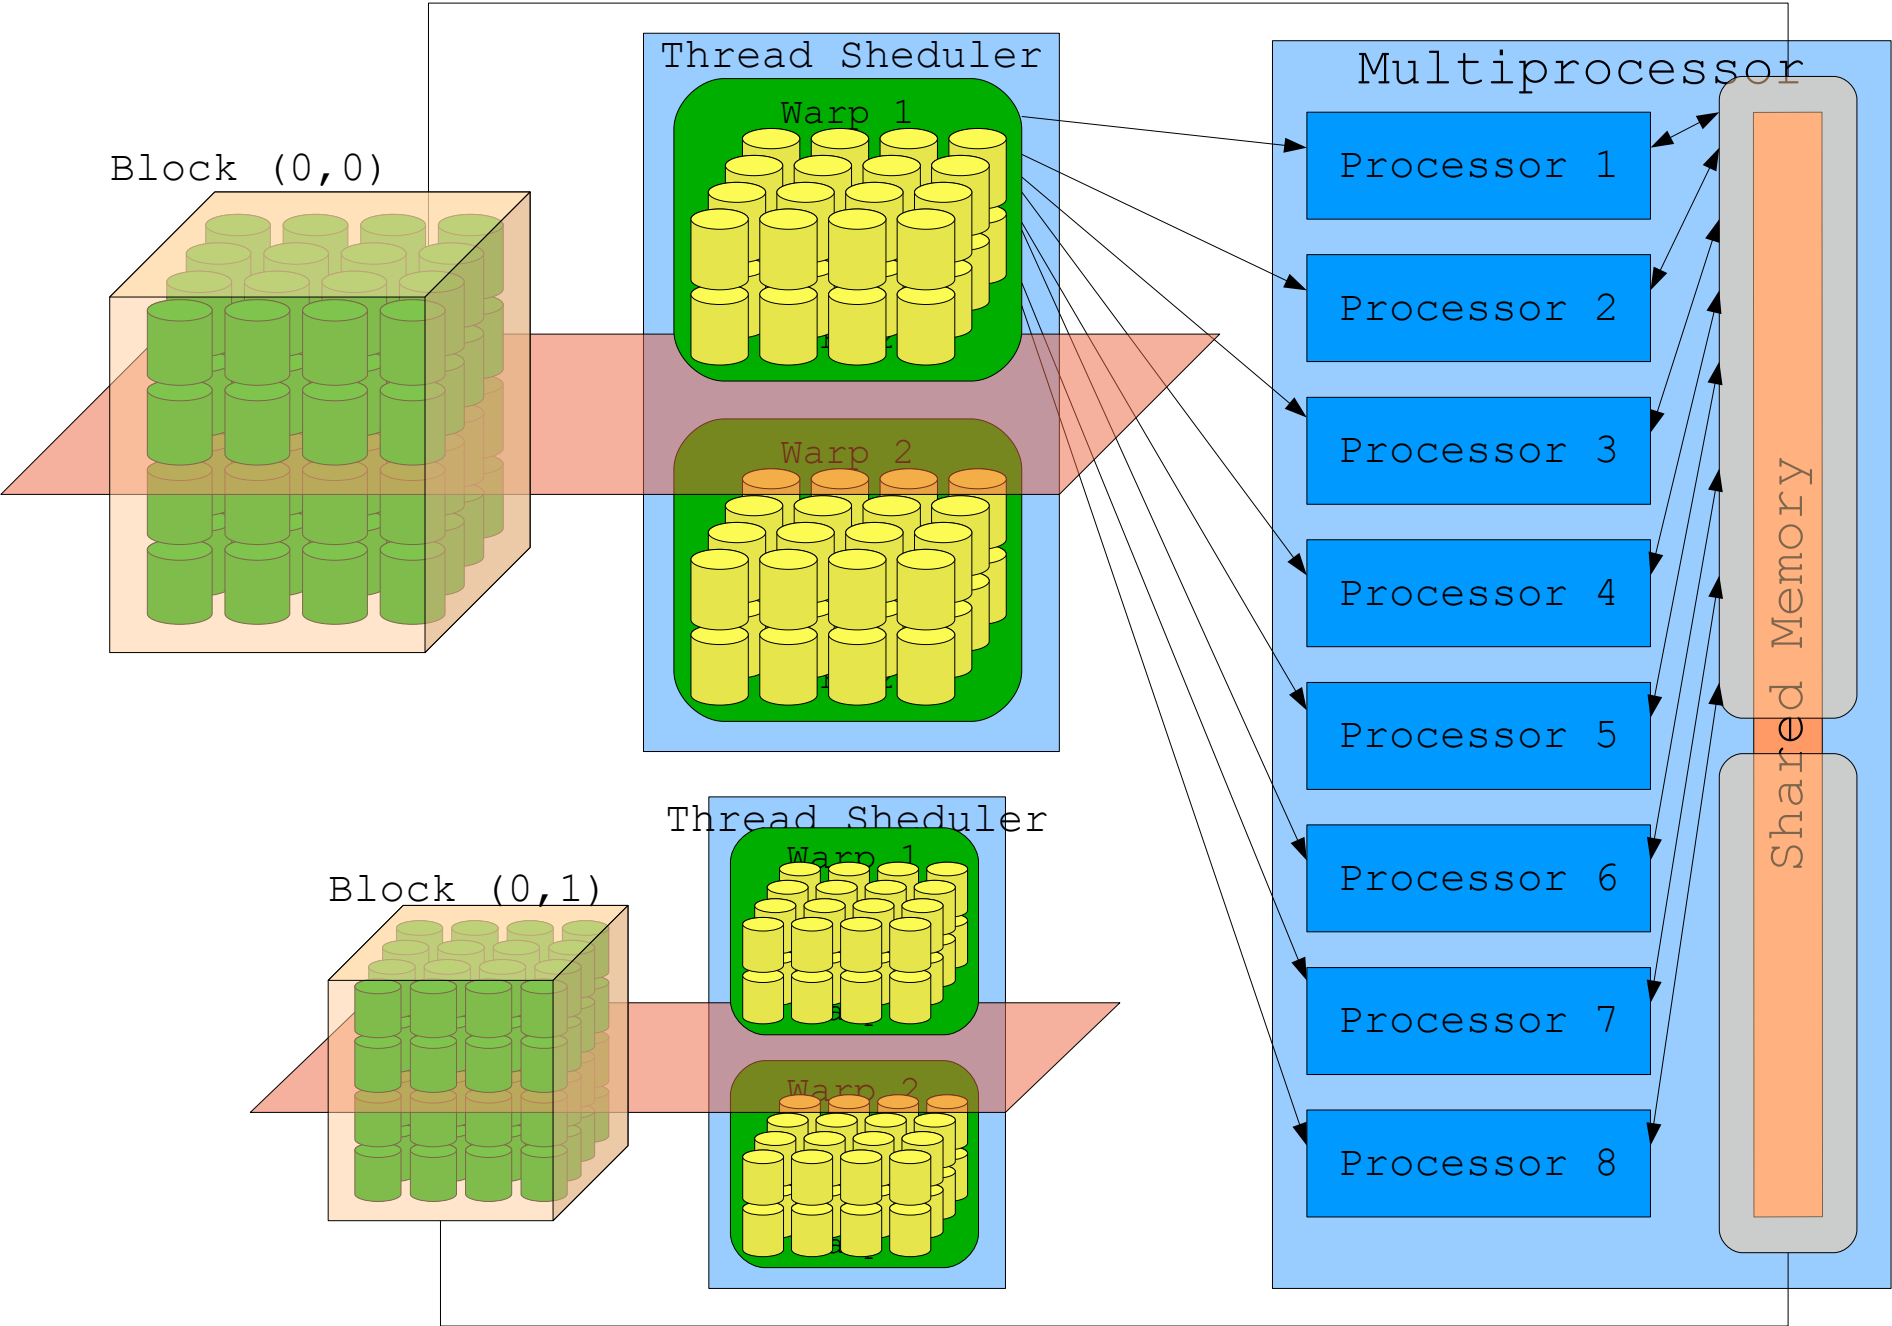 Block (0,0)
Thread Sheduler
Warp 1
Warp 2
Block (0,1)
Thread Sheduler
Warp 1
Warp 2
Multiprocessor
Processor 1
Processor 2
Processor 3
Processor 4
Processor 5
Processor 6
Processor 7
Processor 8
Shared Memory